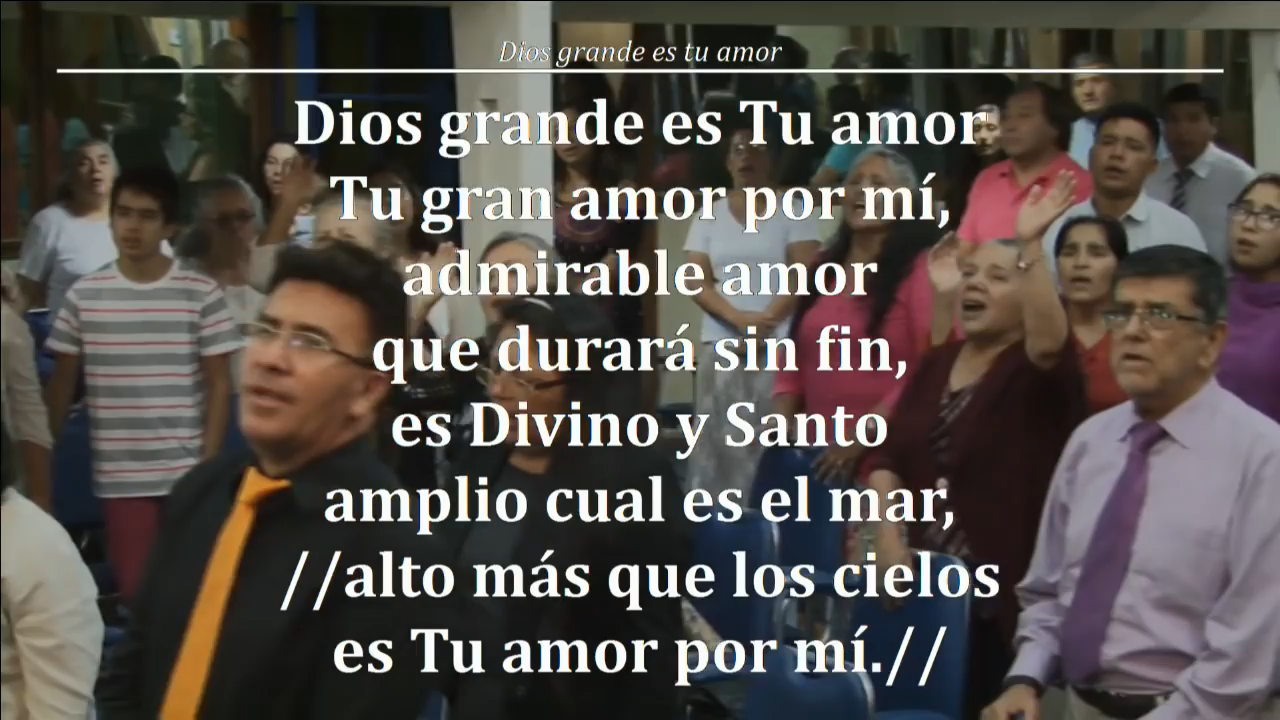 Dios grande es tu amor
Dios grande es Tu amor
Tu gran amor por mí,
admirable amor
que durará sin fin,
es Divino y Santo
amplio cual es el mar,
//alto más que los cielos
es Tu amor por mí.//